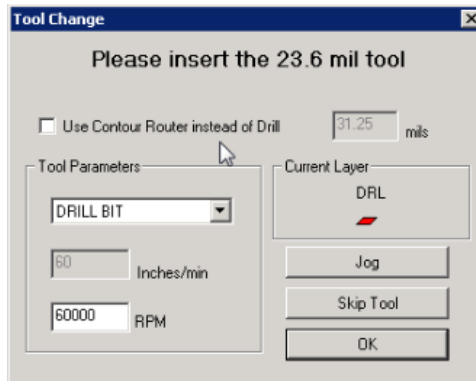 Tool Change
Please insert the 23.6 mil tool
Use Contour Router instead of Drill
31.25 mils
Tool Parameters
DRILL BIT
60 Inches/min
60000 RPM
Current Layer
DRL
Jog
Skip Tool
OK